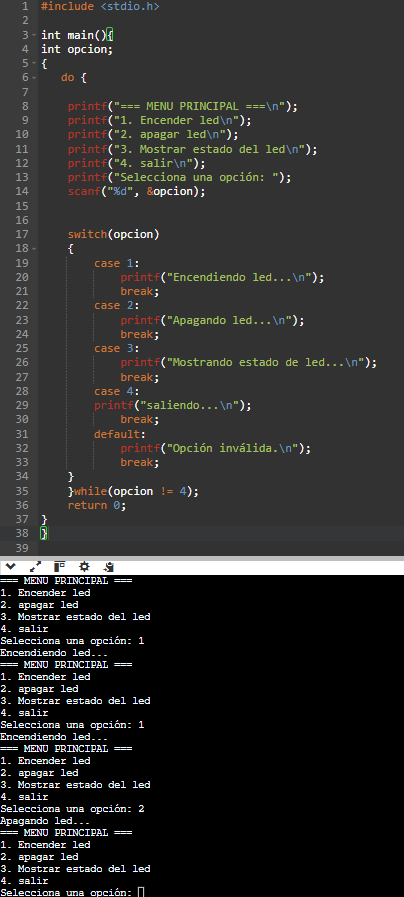 1 #include <stdio.h>
2
3 int main(){
4 int opcion;
5 {
6 do {
7
8 printf("=== MENU PRINCIPAL ===\n");
9 printf("1. Encender led\n");
10 printf("2. apagar led\n");
11 printf("3. Mostrar estado del led\n");
12 printf("4. salir\n");
13 printf("Selecciona una opción: ");
14 scanf("%d", &opcion);
15
16
17 switch(opcion)
18 {
19 case 1:
20 printf("Encendiendo led...\n");
21 break;
22 case 2:
23 printf("Apagando led...\n");
24 break;
25 case 3:
26 printf("Mostrando estado de led...\n");
27 break;
28 case 4:
29 printf("saliendo...\n");
30 break;
31 default:
32 printf("Opción inválida.\n");
33 break;
34 }
35 }while(opcion != 4);
36 return 0;
37 }
38 }
39
=== MENU PRINCIPAL ===
1. Encender led
2. apagar led
3. Mostrar estado del led
4. salir
Selecciona una opción: 1
Encendiendo led...
=== MENU PRINCIPAL ===
1. Encender led
2. apagar led
3. Mostrar estado del led
4. salir
Selecciona una opción: 1
Encendiendo led...
=== MENU PRINCIPAL ===
1. Encender led
2. apagar led
3. Mostrar estado del led
4. salir
Selecciona una opción: 2
Apagando led...
=== MENU PRINCIPAL ===
1. Encender led
2. apagar led
3. Mostrar estado del led
4. salir
Selecciona una opción: